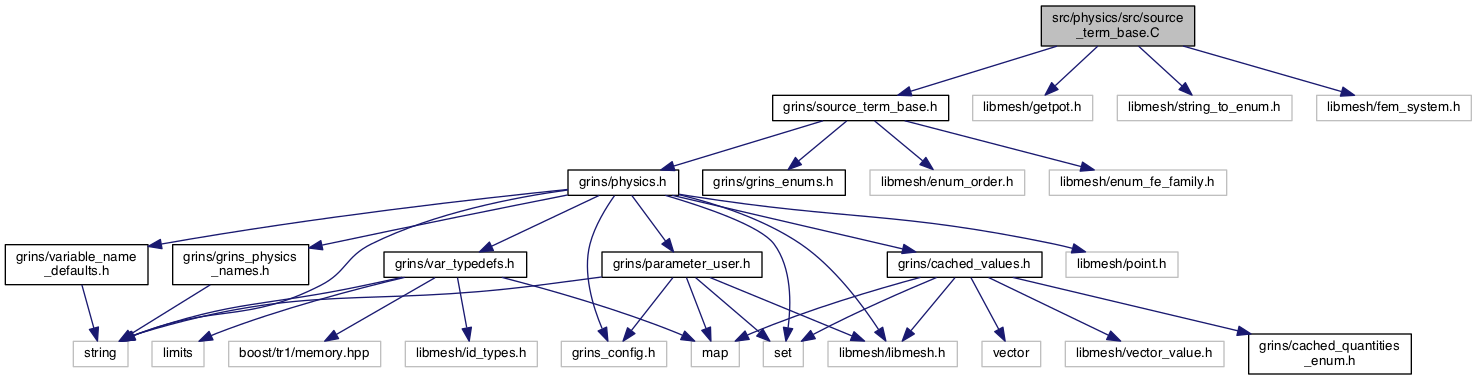 src/physics/src/source
_term_base.C
grins/source_term_base.h
libmesh/getpot.h
libmesh/string_to_enum.h
libmesh/fem_system.h
grins/physics.h
grins/grins_enums.h
libmesh/enum_order.h
libmesh/enum_fe_family.h
grins/variable_name
_defaults.h
grins/grins_physics
_names.h
grins/var_typedefs.h
grins/parameter_user.h
grins/cached_values.h
libmesh/point.h
string
limits
boost/tr1/memory.hpp
libmesh/id_types.h
grins_config.h
map
set
libmesh/libmesh.h
vector
libmesh/vector_value.h
grins/cached_quantities
_enum.h